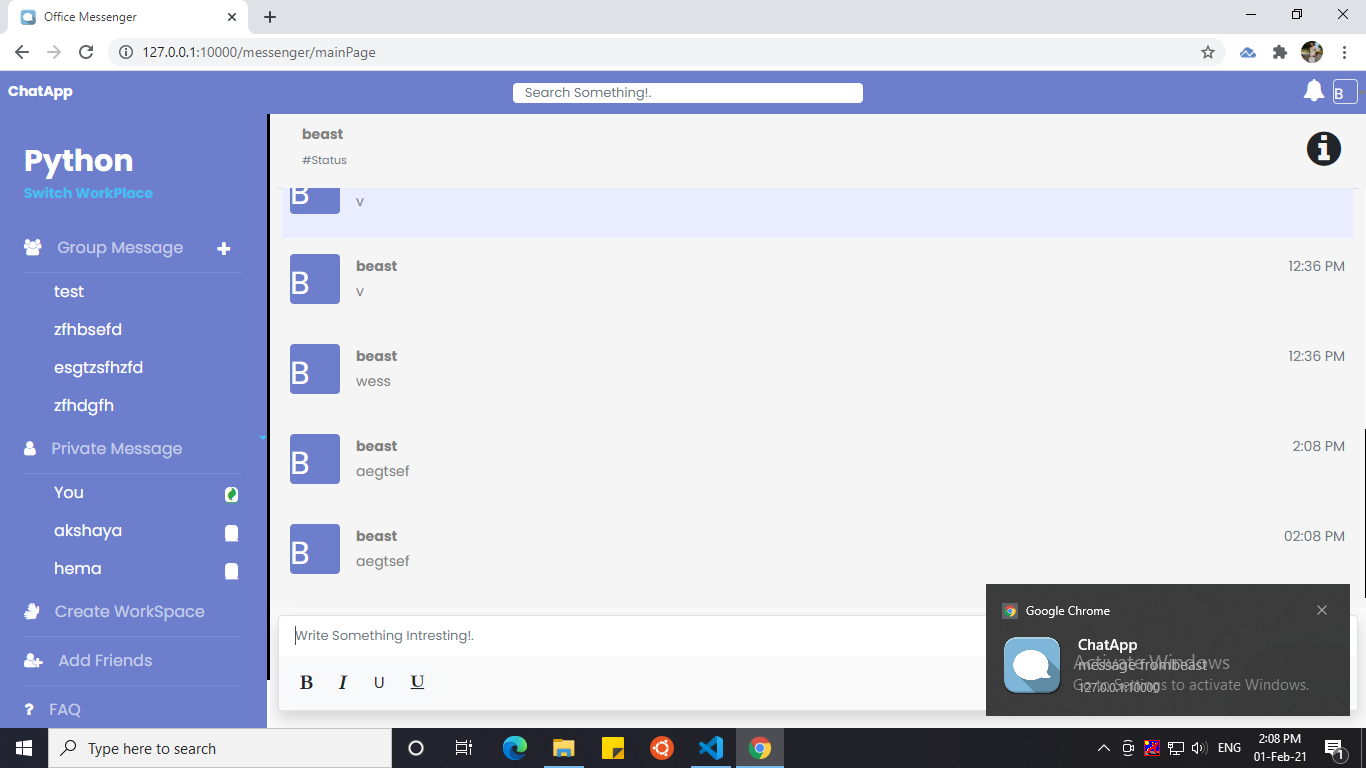 Office Messenger
127.0.0.1:10000/messenger/mainPage
ChatApp
Search Something!.
B
Python
Switch WorkPlace
Group Message
test
zfhbsefd
esgtzsfhzfd
zfhdgfh
Private Message
You
akshaya
hema
Create WorkSpace
Add Friends
? FAQ
beast
#Status
B
v
B
beast 12:36 PM
v
B
beast 12:36 PM
wess
B
beast 2:08 PM
aegtsef
B
beast 02:08 PM
aegtsef
Write Something Intresting!.
B I U U
Google Chrome
ChatApp
message frombeast
127.0.0.1:10000
Activate Windows
Go to Settings to activate Windows.
Type here to search
ENG
2:08 PM
01-Feb-21
1